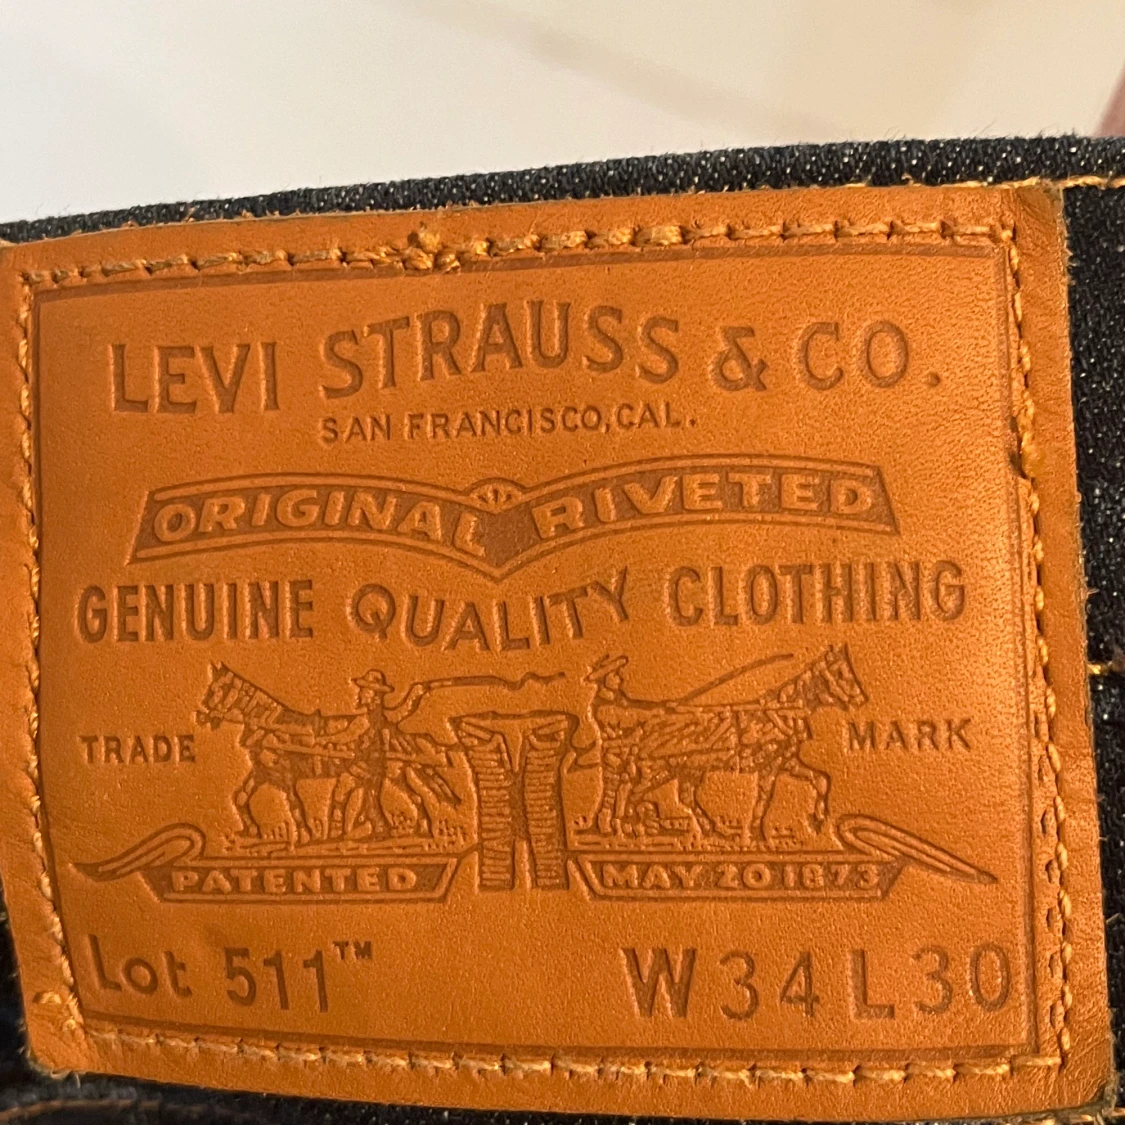 LEVI STRAUSS & CO.
SAN FRANCISCO, CAL.
ORIGINAL RIVETED
GENUINE QUALITY CLOTHING
TRADE MARK
PATENTED MAY 20 1873
Lot 511™ W34 L30